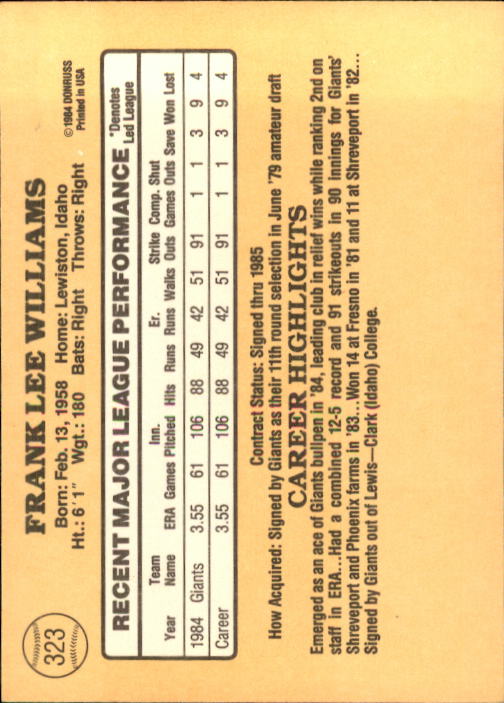 323
FRANK LEE WILLIAMS
Born: Feb. 13, 1958 Home: Lewiston, Idaho
Ht.: 6'1" Wgt.: 180 Bats: Right Throws: Right
©1984 DONRUSS
Printed in USA
RECENT MAJOR LEAGUE PERFORMANCE
*Denotes
Led League
Team Inn. Er. Strike Comp. Shut
Year Name ERA Games Pitched Hits Runs Runs Walks Outs Games Outs Save Won Lost
1984 Giants 3.55 61 106 88 49 42 51 91 1 1 3 9 4
Career 3.55 61 106 88 49 42 51 91 1 1 3 9 4
Contract Status: Signed thru 1985
How Acquired: Signed by Giants as their 11th round selection in June '79 amateur draft
CAREER HIGHLIGHTS
Emerged as an ace of Giants bullpen in '84, leading club in relief wins while ranking 2nd on
staff in ERA...Had a combined 12-5 record and 91 strikeouts in 90 innings for Giants'
Shreveport and Phoenix farms in '83...Won 14 at Fresno in '81 and 11 at Shreveport in '82...
Signed by Giants out of Lewis—Clark (Idaho) College.